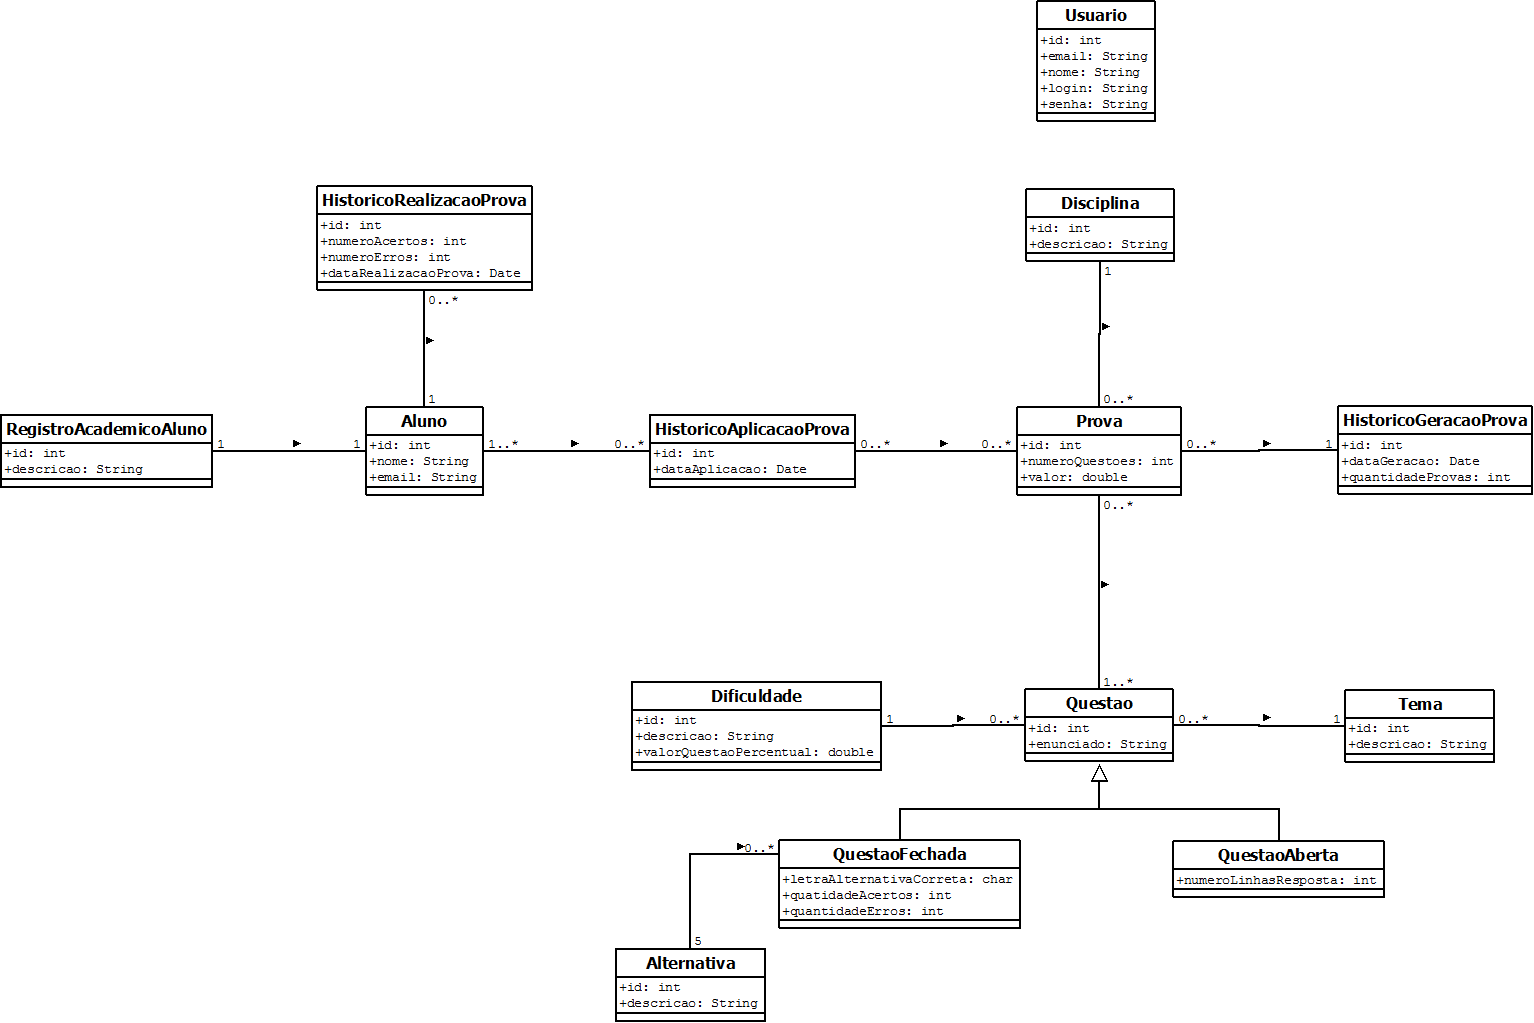 Usuario
+id: int
+email: String
+nome: String
+login: String
+senha: String
HistoricoRealizacaoProva
+id: int
+numeroAcertos: int
+numeroErros: int
+dataRealizacaoProva: Date
0..*
1
Disciplina
+id: int
+descricao: String
1
0..*
RegistroAcademicoAluno
+id: int
+descricao: String
1
1
Aluno
+id: int
+nome: String
+email: String
1..*
0..*
HistoricoAplicacaoProva
+id: int
+dataAplicacao: Date
0..*
0..*
Prova
+id: int
+numeroQuestoes: int
+valor: double
0..*
1
HistoricoGeracaoProva
+id: int
+dataGeracao: Date
+quantidadeProvas: int
0..*
1..*
Dificuldade
+id: int
+descricao: String
+valorQuestaoPercentual: double
1
0..*
Questao
+id: int
+enunciado: String
0..*
1
Tema
+id: int
+descricao: String
0..*
QuestaoFechada
+letraAlternativaCorreta: char
+quatidadeAcertos: int
+quantidadeErros: int
QuestaoAberta
+numeroLinhasResposta: int
5
Alternativa
+id: int
+descricao: String